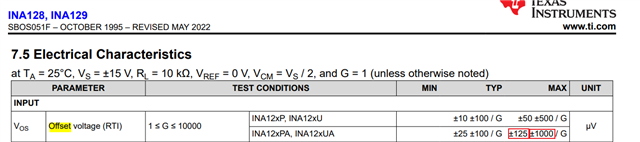 INA128, INA129
SBOS051F – OCTOBER 1995 – REVISED MAY 2022
TEXAS
INSTRUMENTS
www.ti.com
7.5 Electrical Characteristics
at TA = 25°C, VS = ±15 V, RL = 10 kΩ, VREF = 0 V, VCM = VS / 2, and G = 1 (unless otherwise noted)
PARAMETER TEST CONDITIONS MIN TYP MAX UNIT
INPUT
VOS Offset voltage (RTI) 1 ≤ G ≤ 10000 INA12xP, INA12xU ±10 ±100 / G ±50 ±500 / G µV
INA12xPA, INA12xUA ±25 ±100 / G ±125 ±1000 / G